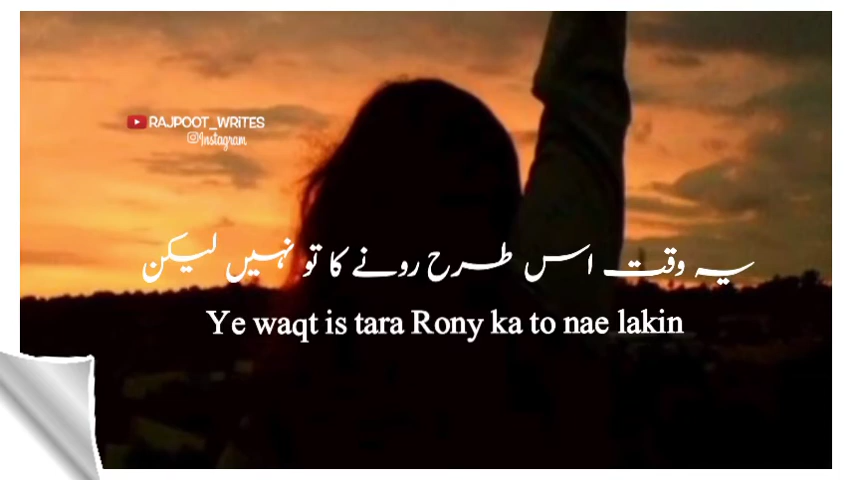 RAJPOOT_WRITES
Instagram
یہ وقت اس طرح رونے کا تو نہیں لیکن
Ye waqt is tara Rony ka to nae lakin